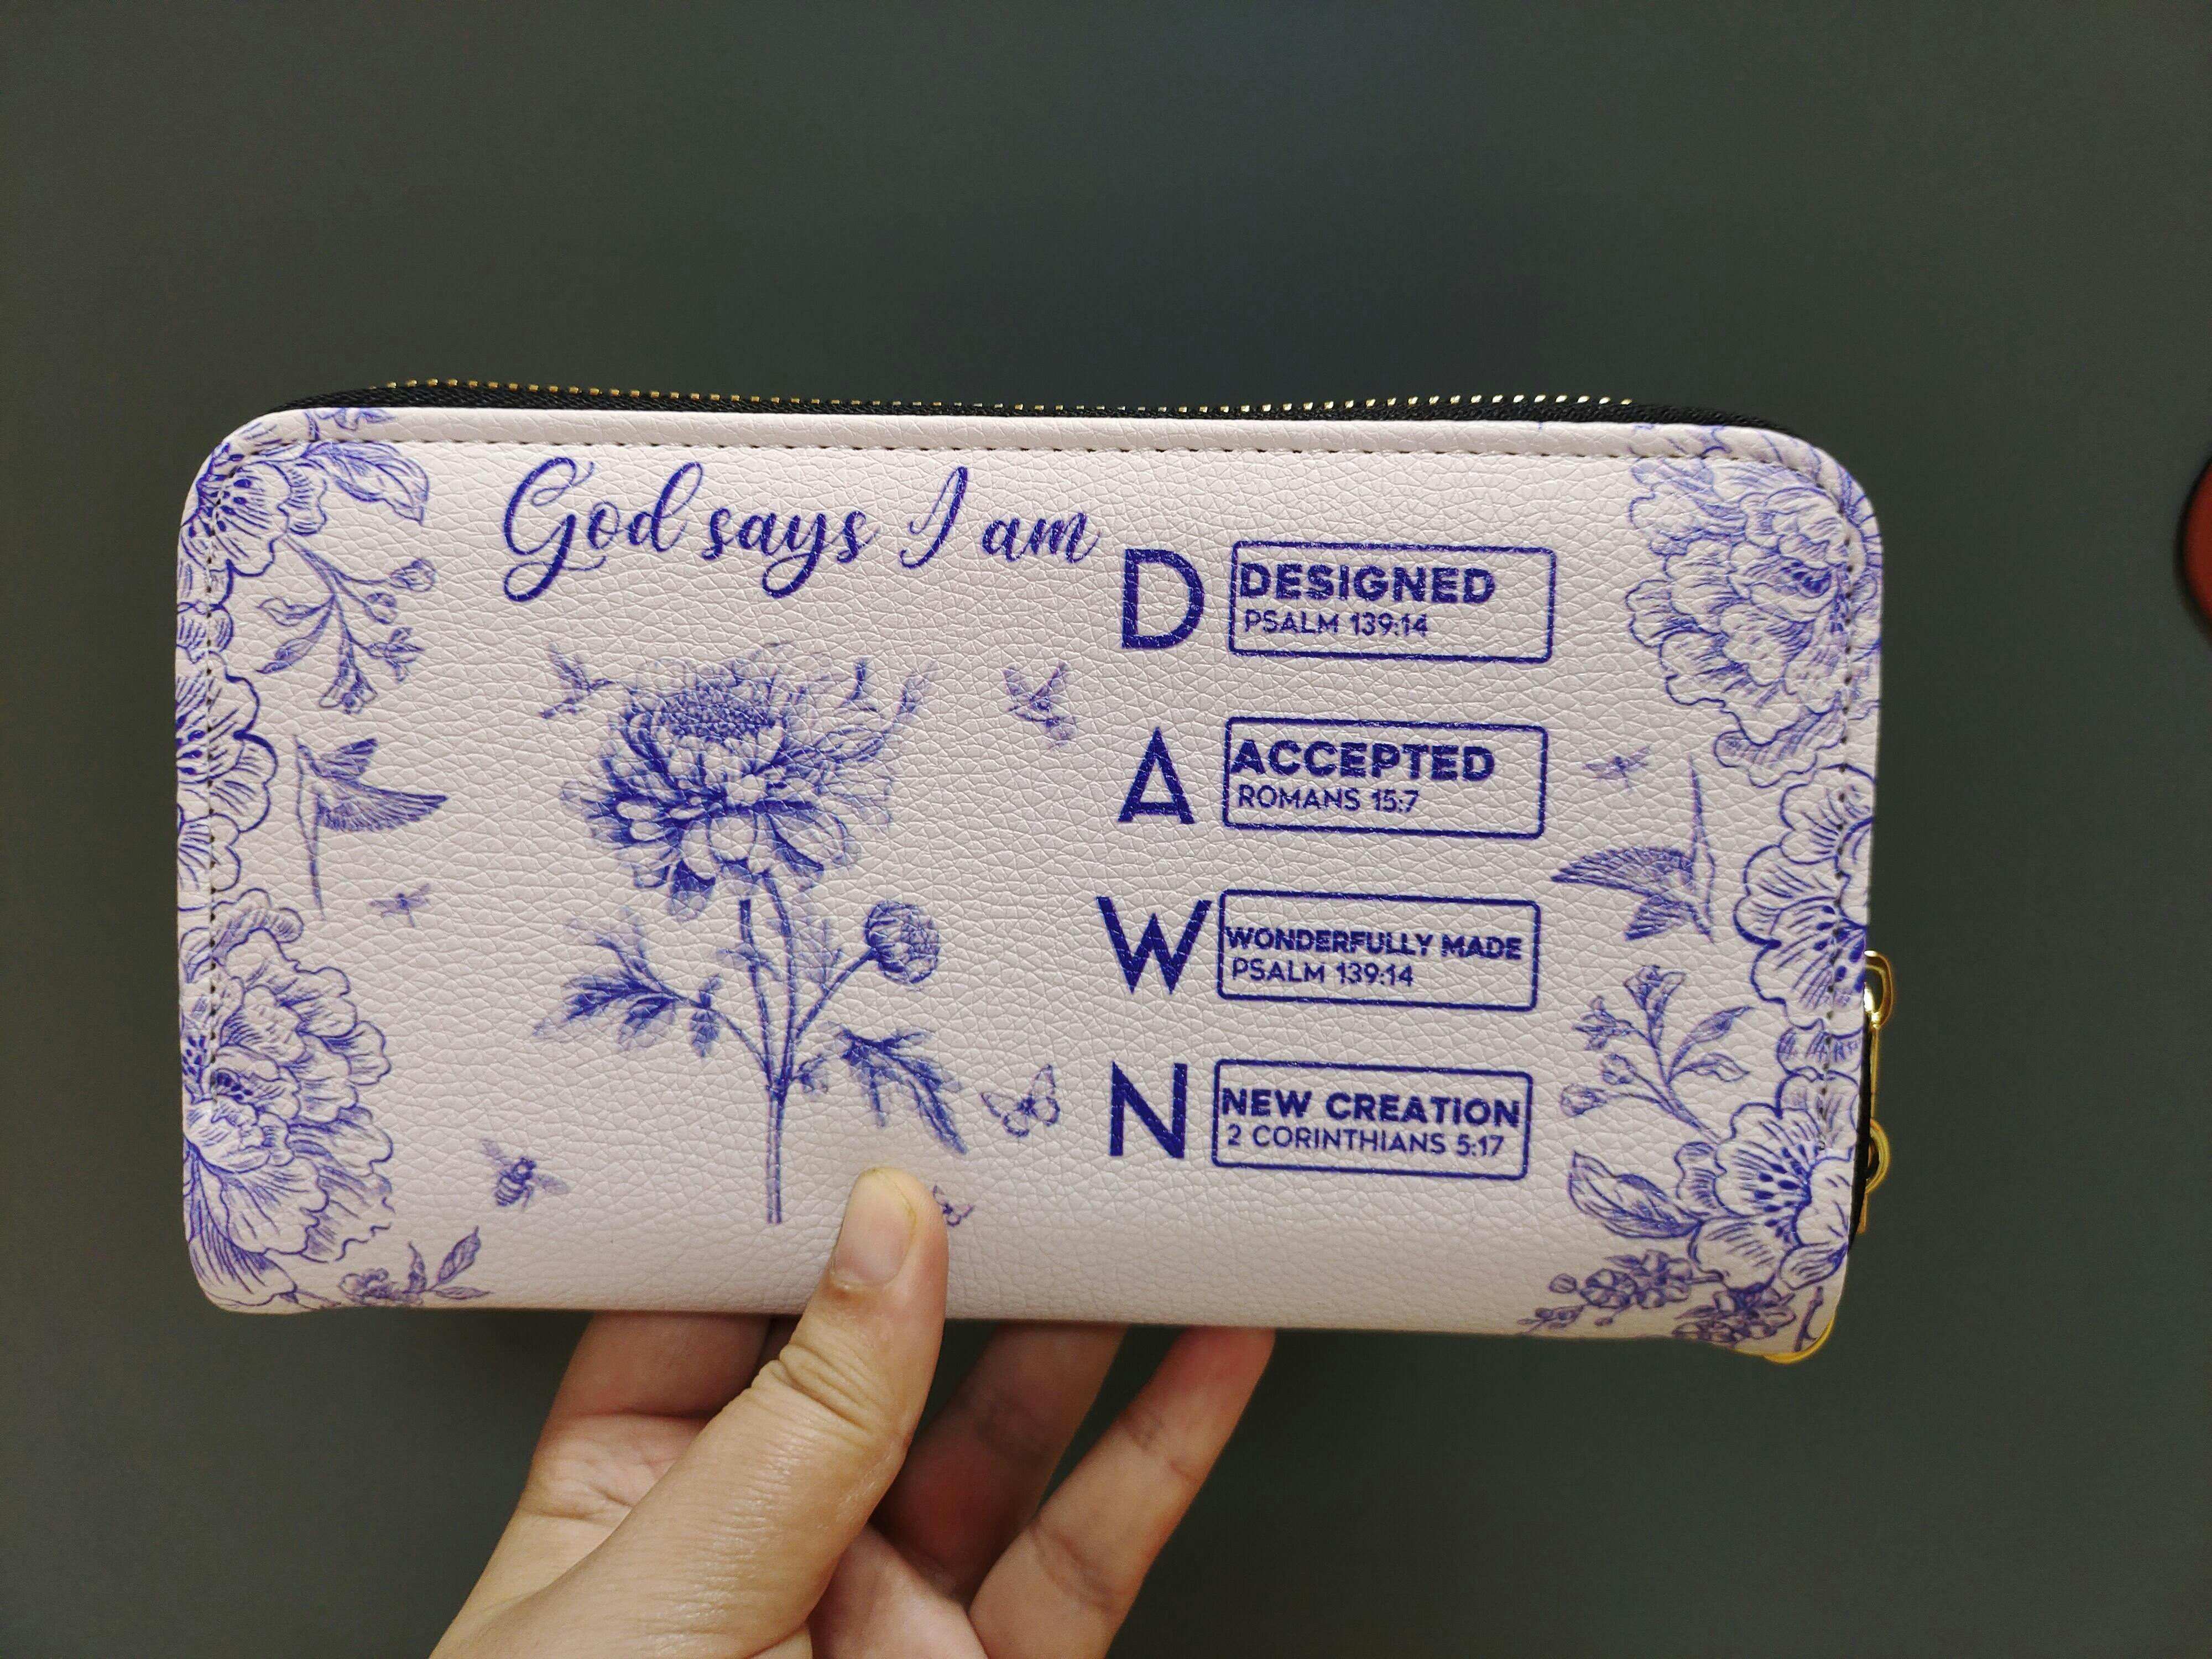 God says I am
D
DESIGNED
PSALM 139:14
A
ACCEPTED
ROMANS 15:7
W
WONDERFULLY MADE
PSALM 139:14
N
NEW CREATION
2 CORINTHIANS 5:17